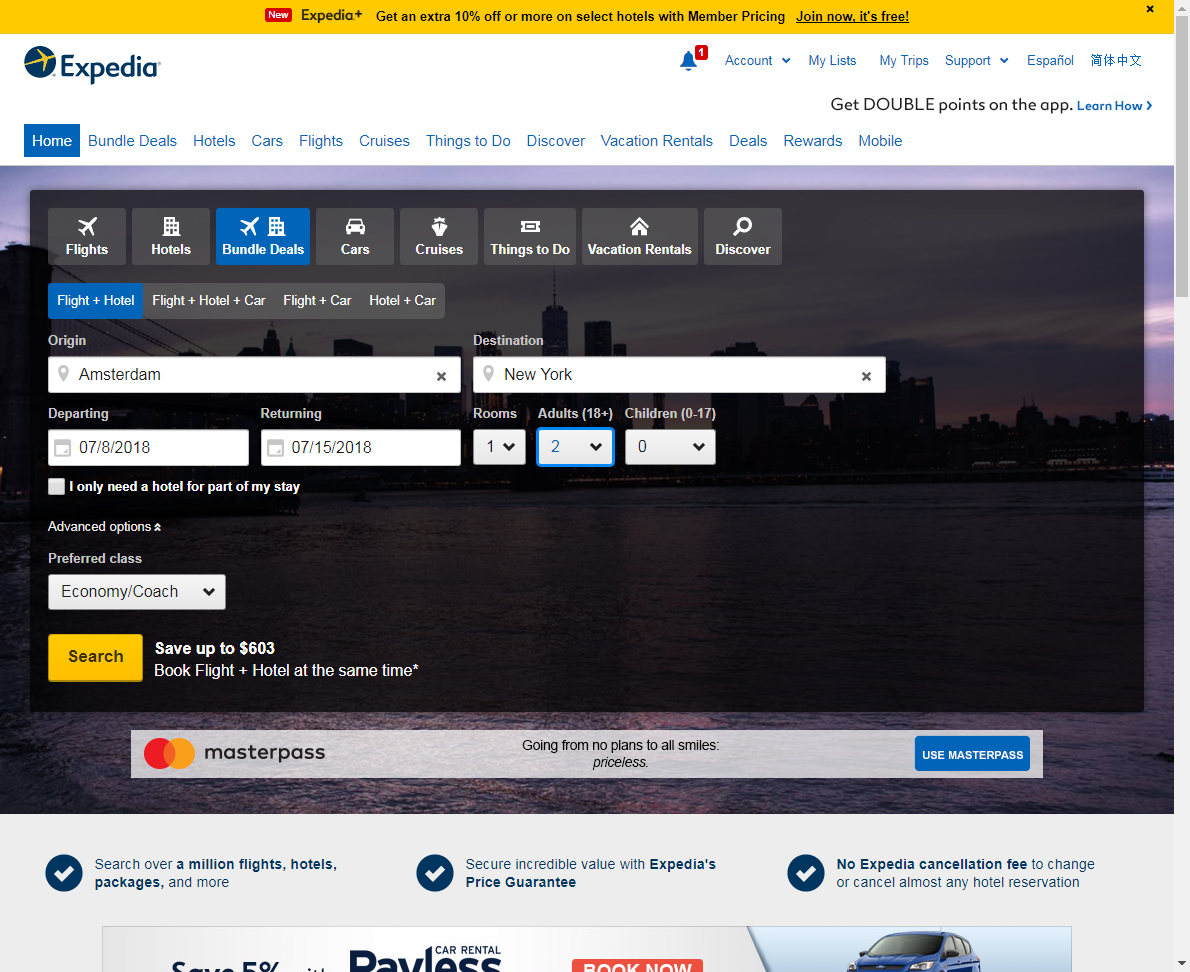 New Expedia+ Get an extra 10% off or more on select hotels with Member Pricing Join now, it's free!
Expedia
1 Account My Lists My Trips Support Español 简体中文
Get DOUBLE points on the app. Learn How
Home Bundle Deals Hotels Cars Flights Cruises Things to Do Discover Vacation Rentals Deals Rewards Mobile
Flights Hotels Bundle Deals Cars Cruises Things to Do Vacation Rentals Discover
Flight + Hotel Flight + Hotel + Car Flight + Car Hotel + Car
Origin Destination
Amsterdam New York
Departing Returning Rooms Adults (18+) Children (0-17)
07/8/2018 07/15/2018 1 2 0
I only need a hotel for part of my stay
Advanced options
Preferred class
Economy/Coach
Search Save up to $603
Book Flight + Hotel at the same time*
masterpass Going from no plans to all smiles:
priceless. USE MASTERPASS
Search over a million flights, hotels,
packages, and more
Secure incredible value with Expedia's
Price Guarantee
No Expedia cancellation fee to change
or cancel almost any hotel reservation
CAR RENTAL
Save 5% with Payless BOOK NOW